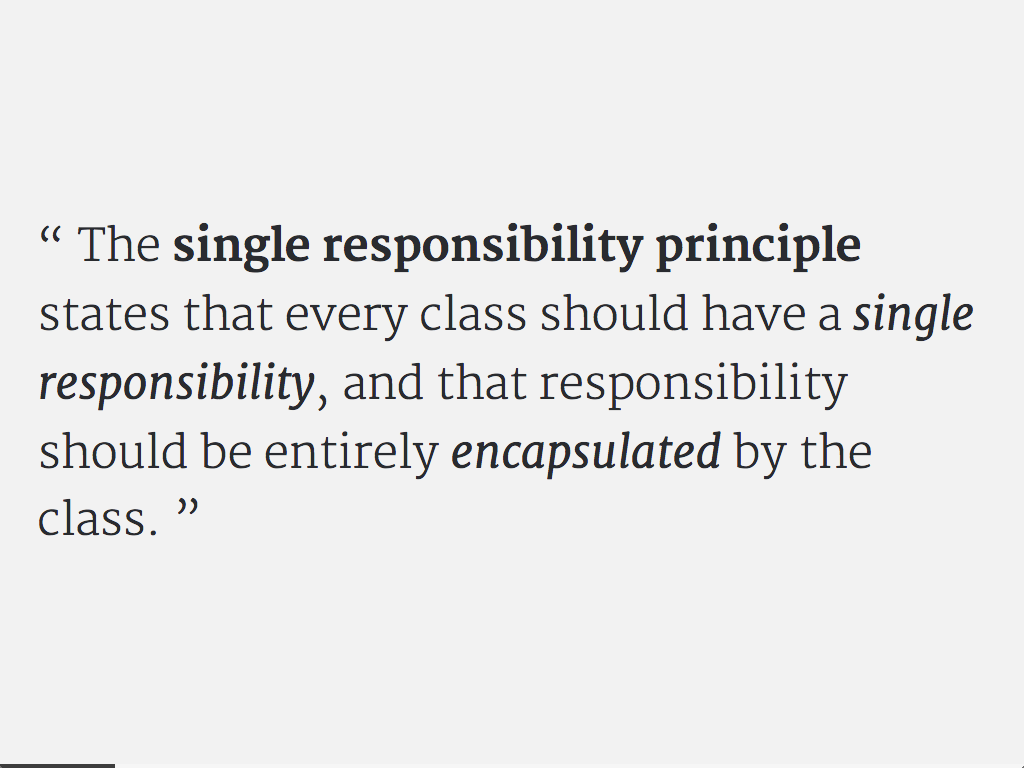 “ The single responsibility principle
states that every class should have a single
responsibility, and that responsibility
should be entirely encapsulated by the
class. ”